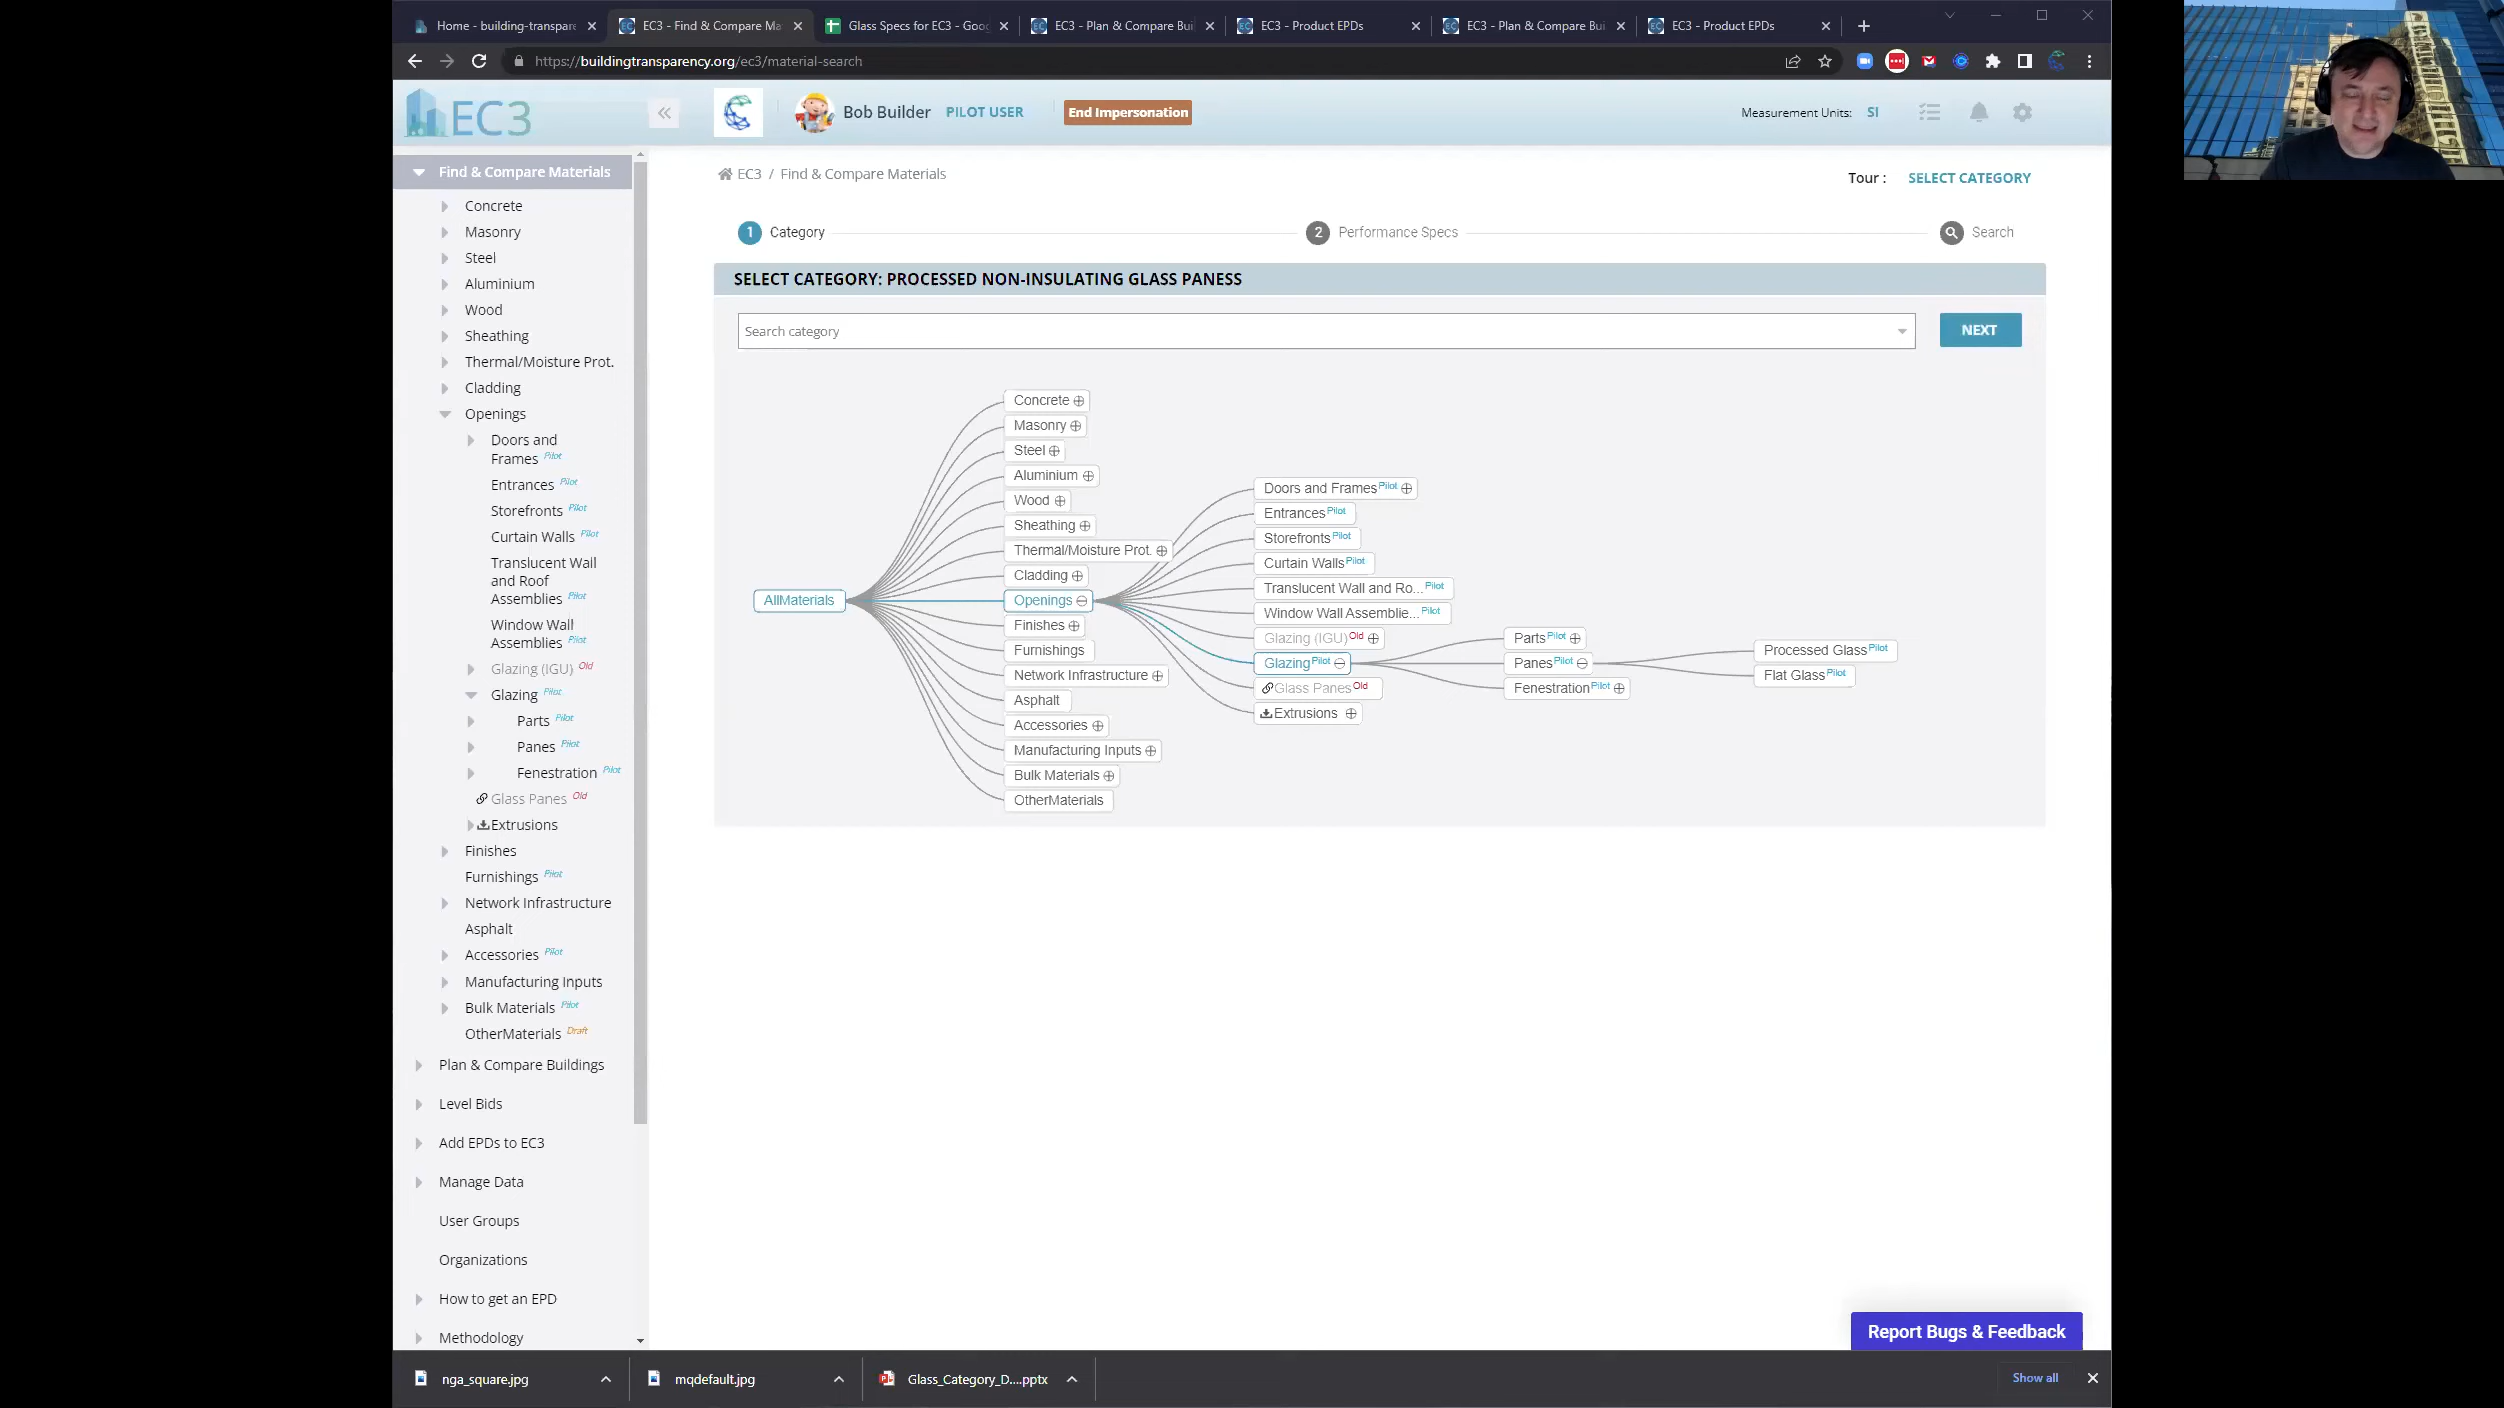 Home - building-transpare
EC3 - Find & Compare Ma
Glass Specs for EC3 - Goog
EC3 - Plan & Compare Bui
EC3 - Product EPDs
EC3 - Plan & Compare Bui
EC3 - Product EPDs
https://buildingtransparency.org/ec3/material-search
EC3
Bob Builder
PILOT USER
End Impersonation
Measurement Units: SI
Find & Compare Materials
Concrete
Masonry
Steel
Aluminium
Wood
Sheathing
Thermal/Moisture Prot.
Cladding
Openings
Doors and
Frames Pilot
Entrances Pilot
Storefronts Pilot
Curtain Walls Pilot
Translucent Wall
and Roof
Assemblies Pilot
Window Wall
Assemblies Pilot
Glazing (IGU) Old
Glazing Pilot
Parts Pilot
Panes Pilot
Fenestration Pilot
Glass Panes Old
Extrusions
Finishes
Furnishings Pilot
Network Infrastructure
Asphalt
Accessories Pilot
Manufacturing Inputs
Bulk Materials Pilot
OtherMaterials Draft
Plan & Compare Buildings
Level Bids
Add EPDs to EC3
Manage Data
User Groups
Organizations
How to get an EPD
Methodology
EC3 / Find & Compare Materials
Tour : SELECT CATEGORY
1 Category
2 Performance Specs
Search
SELECT CATEGORY: PROCESSED NON-INSULATING GLASS PANESS
Search category
NEXT
AllMaterials
Concrete
Masonry
Steel
Aluminium
Wood
Sheathing
Thermal/Moisture Prot.
Cladding
Openings
Finishes
Furnishings
Network Infrastructure
Asphalt
Accessories
Manufacturing Inputs
Bulk Materials
OtherMaterials
Doors and Frames Pilot
Entrances Pilot
Storefronts Pilot
Curtain Walls Pilot
Translucent Wall and Ro... Pilot
Window Wall Assemblie... Pilot
Glazing (IGU) Old
Glazing Pilot
Glass Panes Old
Extrusions
Parts Pilot
Panes Pilot
Fenestration Pilot
Processed Glass Pilot
Flat Glass Pilot
Report Bugs & Feedback
nga_square.jpg
mqdefault.jpg
Glass_Category_D....pptx
Show all